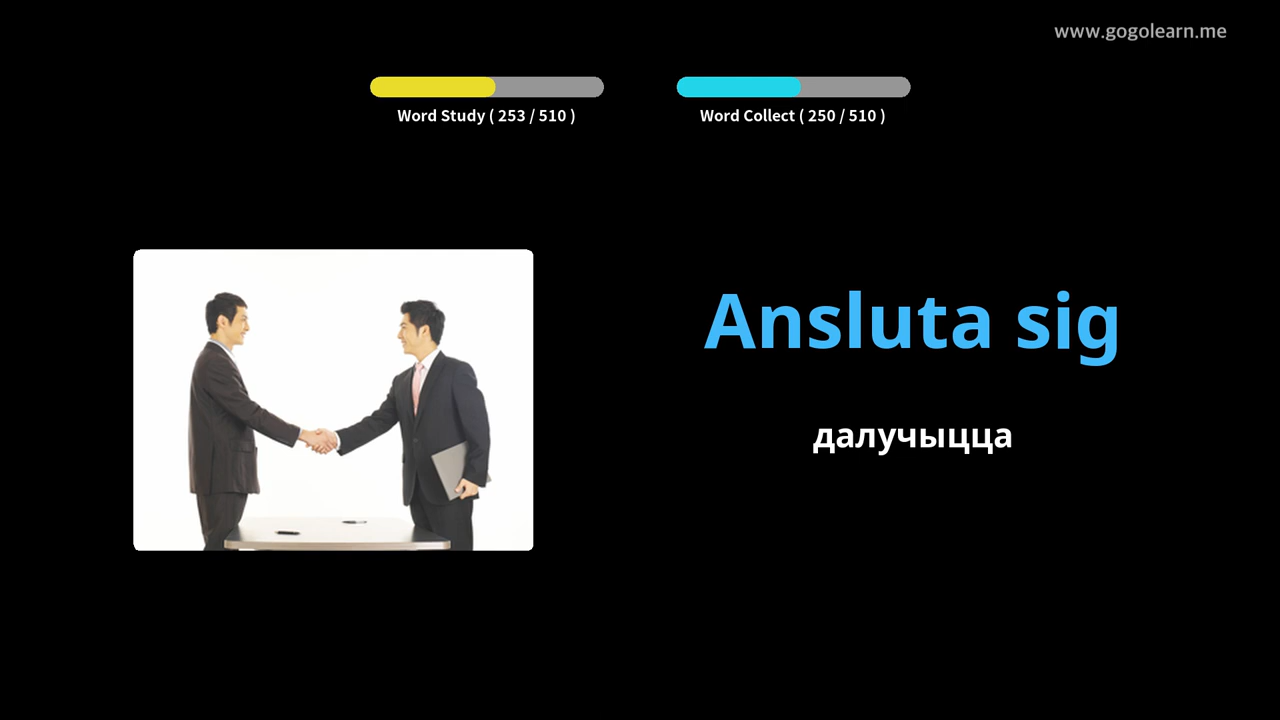 www.gogolearn.me
Word Study ( 253 / 510 )
Word Collect ( 250 / 510 )
Ansluta sig
далучыцца